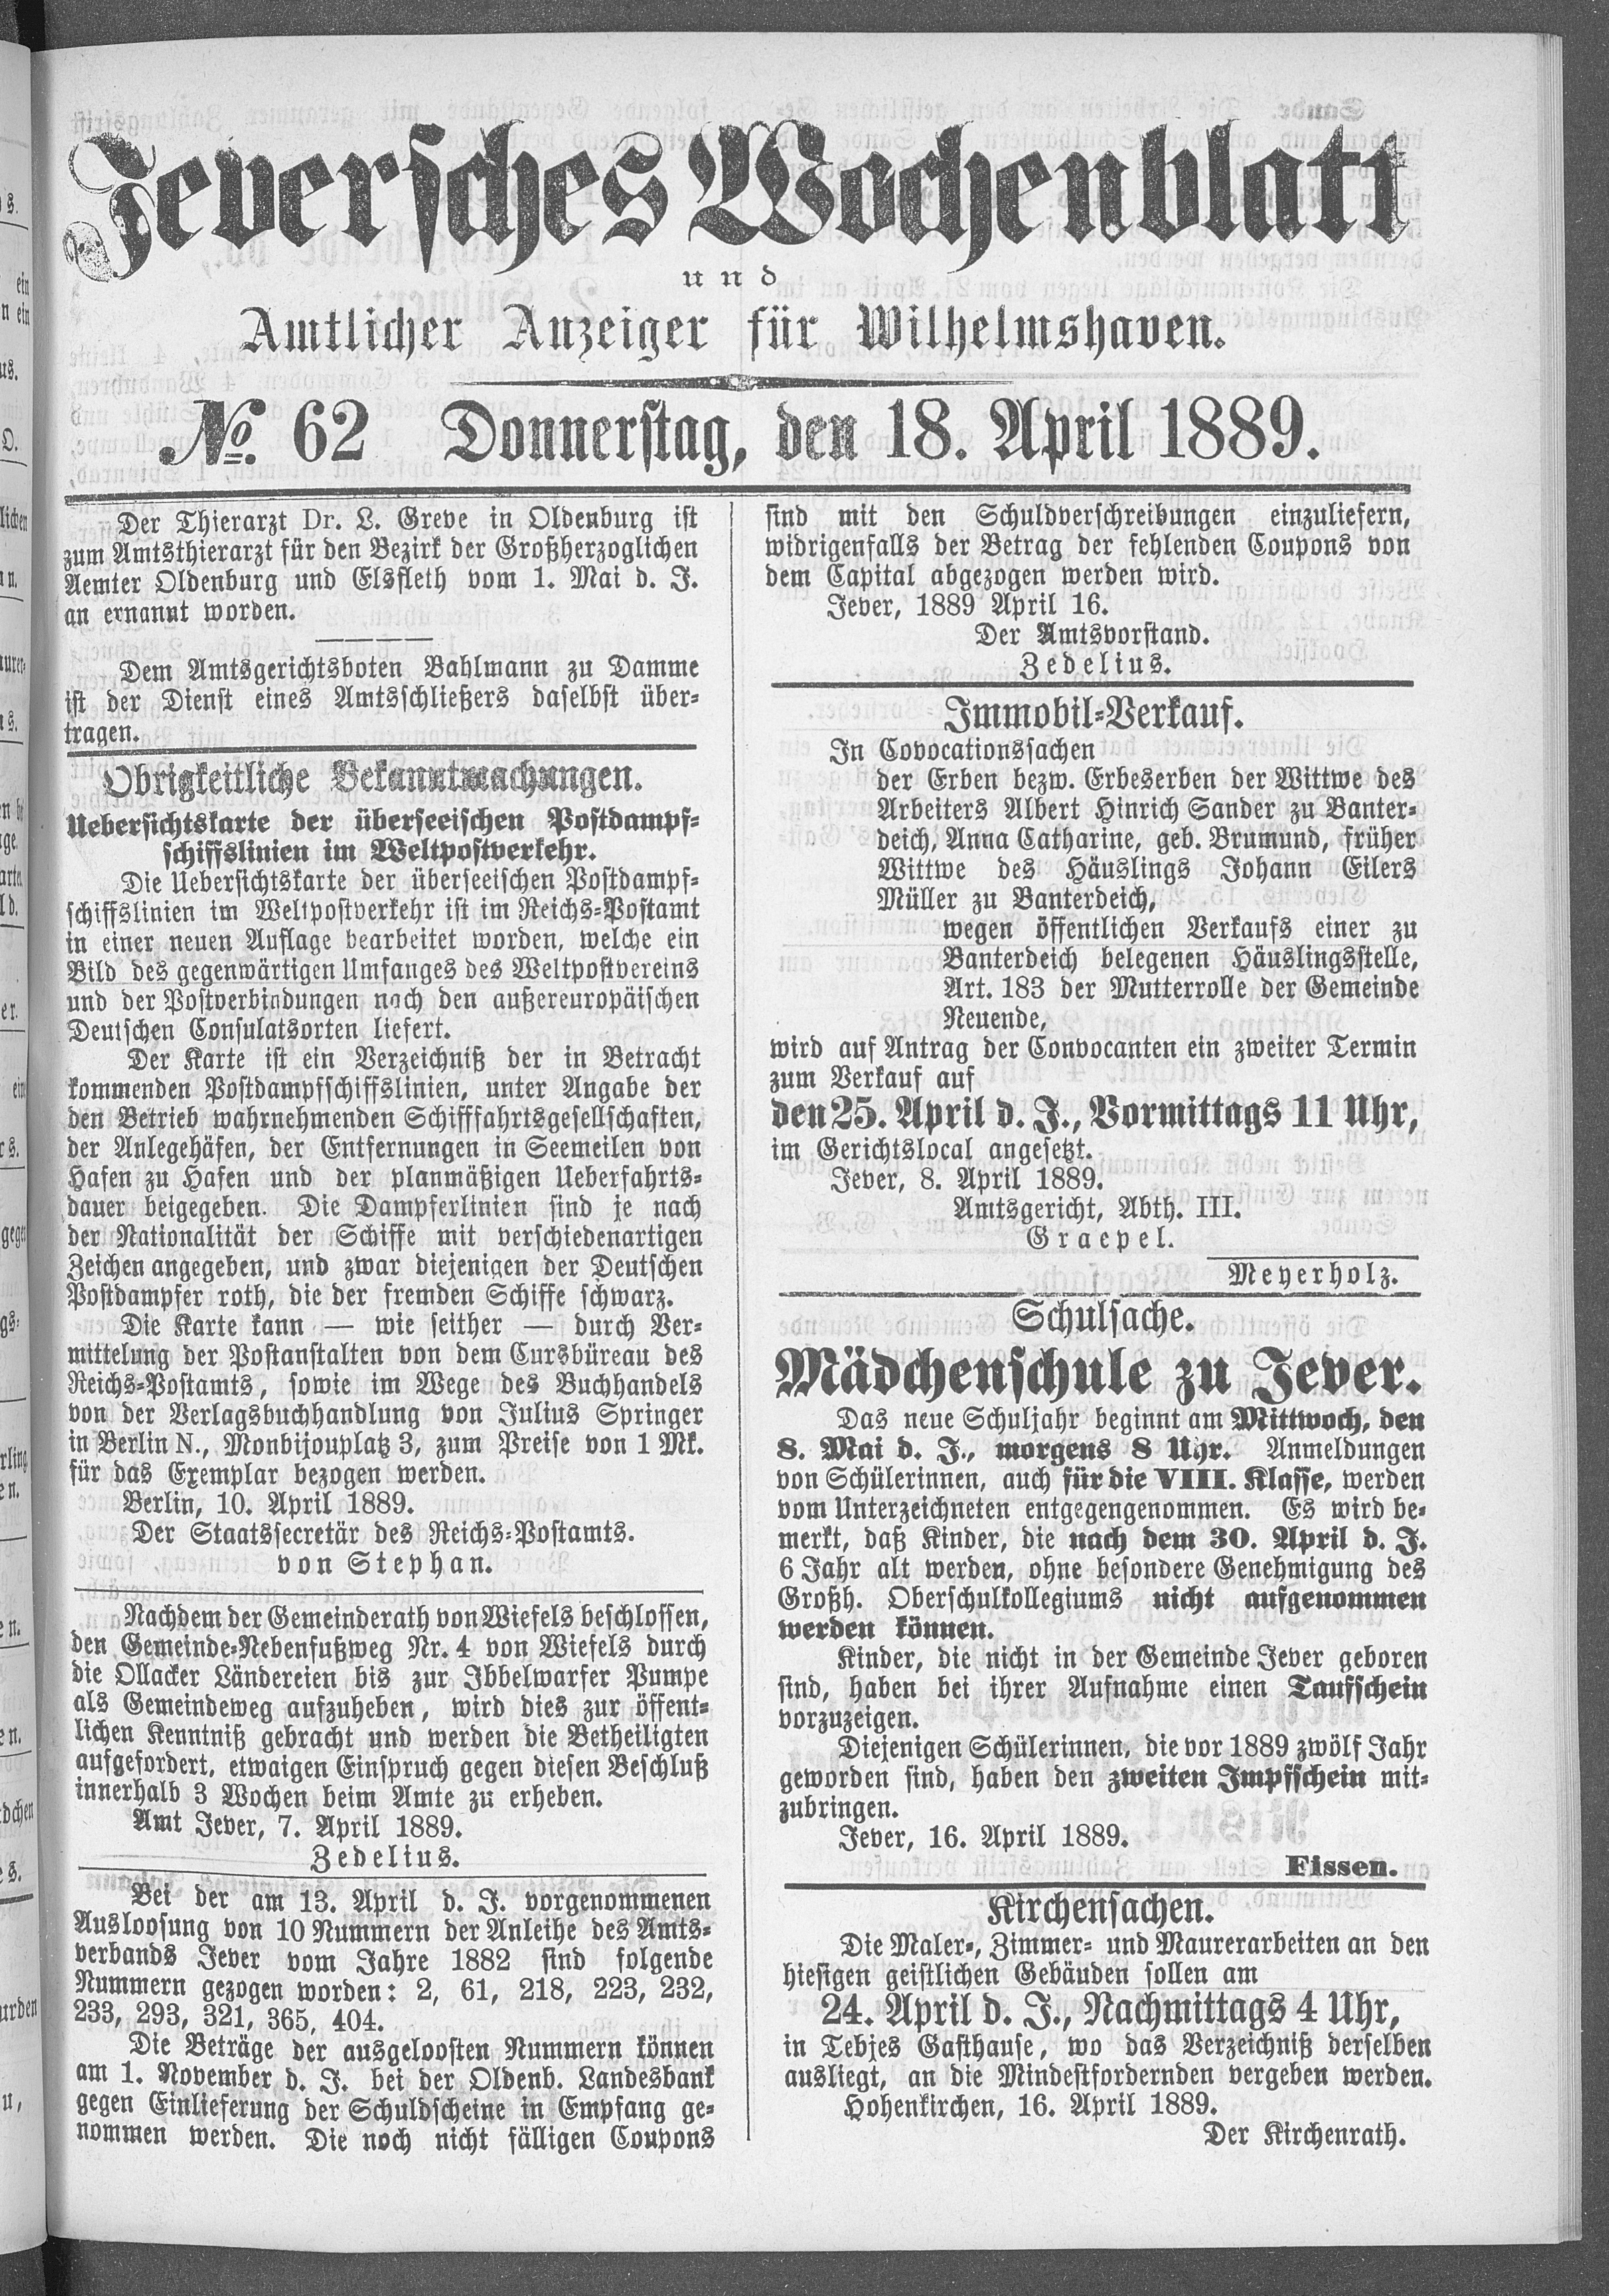 Jeversches Wochenblatt
und
Amtlicher Anzeiger für Wilhelmshaven.
No. 62 Donnerstag, den 18. April 1889.
Der Thierarzt Dr. L. Greve in Oldenburg ist
zum Amtsthierarzt für den Bezirk der Großherzoglichen
Aemter Oldenburg und Elsfleth vom 1. Mai d. J.
an ernannt worden.
Dem Amtsgerichtsboten Bahlmann zu Damme
ist der Dienst eines Amtsschließers daselbst über-
tragen.
Obrigkeitliche Bekanntmachungen.
Uebersichtskarte der überseeischen Postdampf-
schiffslinien im Weltpostverkehr.
Die Uebersichtskarte der überseeischen Postdampf-
schiffslinien im Weltpostverkehr ist im Reichs-Postamt
in einer neuen Auflage bearbeitet worden, welche ein
Bild des gegenwärtigen Umfanges des Weltpostvereins
und der Postverbindungen nach den außereuropäischen
Deutschen Consulatsorten liefert.
Der Karte ist ein Verzeichniß der in Betracht
kommenden Postdampfschiffslinien, unter Angabe der
den Betrieb wahrnehmenden Schifffahrtsgesellschaften,
der Anlegehäfen, der Entfernungen in Seemeilen von
Hafen zu Hafen und der planmäßigen Ueberfahrts-
dauer beigegeben. Die Dampferlinien sind je nach
der Nationalität der Schiffe mit verschiedenartigen
Zeichen angegeben, und zwar diejenigen der Deutschen
Postdampfer roth, die der fremden Schiffe schwarz.
Die Karte kann — wie seither — durch Ver-
mittelung der Postanstalten von dem Cursbüreau des
Reichs-Postamts, sowie im Wege des Buchhandels
von der Verlagsbuchhandlung von Julius Springer
in Berlin N., Monbijouplatz 3, zum Preise von 1 Mk.
für das Exemplar bezogen werden.
Berlin, 10. April 1889.
Der Staatssecretär des Reichs-Postamts.
von Stephan.
Nachdem der Gemeinderath von Wiefels beschlossen,
den Gemeinde-Nebenfußweg Nr. 4 von Wiefels durch
die Ollacker Ländereien bis zur Ibbelwarfer Pumpe
als Gemeindeweg aufzuheben, wird dies zur öffent-
lichen Kenntniß gebracht und werden die Betheiligten
aufgefordert, etwaigen Einspruch gegen diesen Beschluß
innerhalb 3 Wochen beim Amte zu erheben.
Amt Jever, 7. April 1889.
Zedelius.
Bei der am 13. April d. J. vorgenommenen
Ausloosung von 10 Nummern der Anleihe des Amts-
verbands Jever vom Jahre 1882 sind folgende
Nummern gezogen worden: 2, 61, 218, 223, 232,
233, 293, 321, 365, 404.
Die Beträge der ausgeloosten Nummern können
am 1. November d. J. bei der Oldenb. Landesbank
gegen Einlieferung der Schuldscheine in Empfang ge-
nommen werden. Die noch nicht fälligen Coupons
sind mit den Schuldverschreibungen einzuliefern,
widrigenfalls der Betrag der fehlenden Coupons von
dem Capital abgezogen werden wird.
Jever, 1889 April 16.
Der Amtsvorstand.
Zedelius.
Immobil-Verkauf.
In Covocationssachen
der Erben bezw. Erbeserben der Wittwe des
Arbeiters Albert Hinrich Sander zu Banter-
deich, Anna Catharine, geb. Brumund, früher
Wittwe des Häuslings Johann Eilers
Müller zu Banterdeich,
wegen öffentlichen Verkaufs einer zu
Banterdeich belegenen Häuslingsstelle,
Art. 183 der Mutterrolle der Gemeinde
Neuende,
wird auf Antrag der Convocanten ein zweiter Termin
zum Verkauf auf
den 25. April d. J., Vormittags 11 Uhr,
im Gerichtslocal angesetzt.
Jever, 8. April 1889.
Amtsgericht, Abth. III.
Graepel.
Meyerholz.
Schulsache.
Mädchenschule zu Jever.
Das neue Schuljahr beginnt am Mittwoch, den
8. Mai d. J., morgens 8 Uhr. Anmeldungen
von Schülerinnen, auch für die VIII. Klasse, werden
vom Unterzeichneten entgegengenommen. Es wird be-
merkt, daß Kinder, die nach dem 30. April d. J.
6 Jahr alt werden, ohne besondere Genehmigung des
Großh. Oberschulkollegiums nicht aufgenommen
werden können.
Kinder, die nicht in der Gemeinde Jever geboren
sind, haben bei ihrer Aufnahme einen Taufschein
vorzuzeigen.
Diejenigen Schülerinnen, die vor 1889 zwölf Jahr
geworden sind, haben den zweiten Impfschein mit-
zubringen.
Jever, 16. April 1889.
Fissen.
Kirchensachen.
Die Maler-, Zimmer- und Maurerarbeiten an den
hiesigen geistlichen Gebäuden sollen am
24. April d. J., Nachmittags 4 Uhr,
in Tebjes Gasthause, wo das Verzeichniß derselben
ausliegt, an die Mindestfordernden vergeben werden.
Hohenkirchen, 16. April 1889.
Der Kirchenrath.